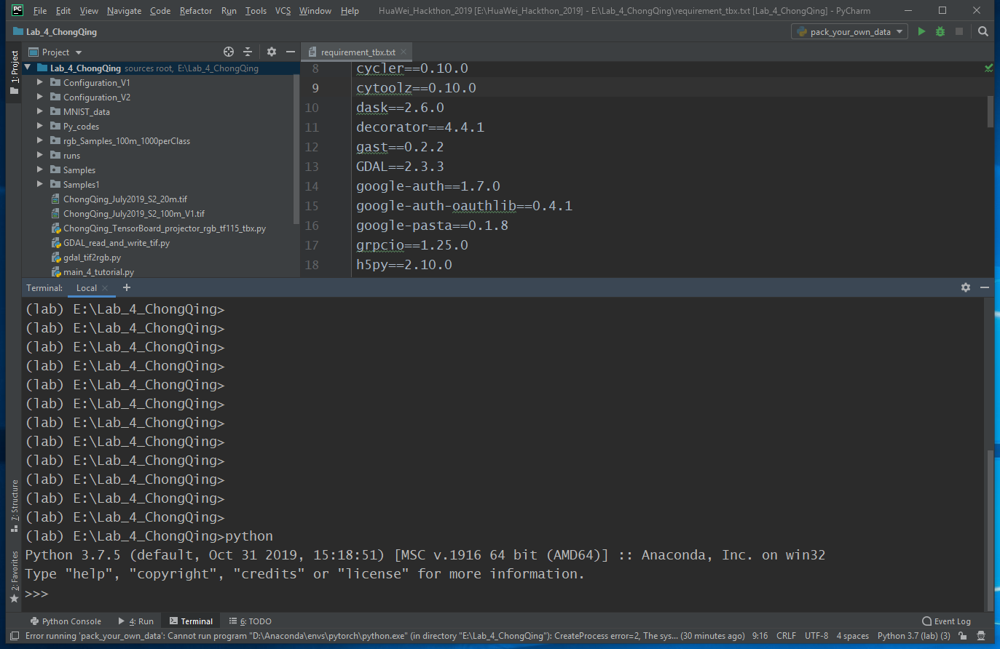 PC File Edit View Navigate Code Refactor Run Tools VCS Window Help HuaWei_Hackthon_2019 [E:\HuaWei_Hackthon_2019] - E:\Lab_4_ChongQing\requirement_tbx.txt [Lab_4_ChongQing] - PyCharm
Lab_4_ChongQing pack_your_own_data
1: Project
Project requirement_tbx.txt
Lab_4_ChongQing sources root, E:\Lab_4_ChongQing
Configuration_V1
Configuration_V2
MNIST_data
Py_codes
rgb_Samples_100m_1000perClass
runs
Samples
Samples1
ChongQing_July2019_S2_20m.tif
ChongQing_July2019_S2_100m_V1.tif
ChongQing_TensorBoard_projector_rgb_tf115_tbx.py
GDAL_read_and_write_tif.py
gdal_tif2rgb.py
main_4_tutorial.py
8 cycler==0.10.0
9 cytoolz==0.10.0
10 dask==2.6.0
11 decorator==4.4.1
12 gast==0.2.2
13 GDAL==2.3.3
14 google-auth==1.7.0
15 google-auth-oauthlib==0.4.1
16 google-pasta==0.1.8
17 grpcio==1.25.0
18 h5py==2.10.0
Terminal: Local +
(lab) E:\Lab_4_ChongQing>
(lab) E:\Lab_4_ChongQing>
(lab) E:\Lab_4_ChongQing>
(lab) E:\Lab_4_ChongQing>
(lab) E:\Lab_4_ChongQing>
(lab) E:\Lab_4_ChongQing>
(lab) E:\Lab_4_ChongQing>
(lab) E:\Lab_4_ChongQing>
(lab) E:\Lab_4_ChongQing>
(lab) E:\Lab_4_ChongQing>
(lab) E:\Lab_4_ChongQing>
(lab) E:\Lab_4_ChongQing>
(lab) E:\Lab_4_ChongQing>python
Python 3.7.5 (default, Oct 31 2019, 15:18:51) [MSC v.1916 64 bit (AMD64)] :: Anaconda, Inc. on win32
Type "help", "copyright", "credits" or "license" for more information.
>>>
7: Structure
2: Favorites
Python Console 4: Run Terminal 6: TODO Event Log
Error running 'pack_your_own_data': Cannot run program "D:\Anaconda\envs\pytorch\python.exe" (in directory "E:\Lab_4_ChongQing"): CreateProcess error=2, The sys... (30 minutes ago) 9:16 CRLF UTF-8 4 spaces Python 3.7 (lab) (3)